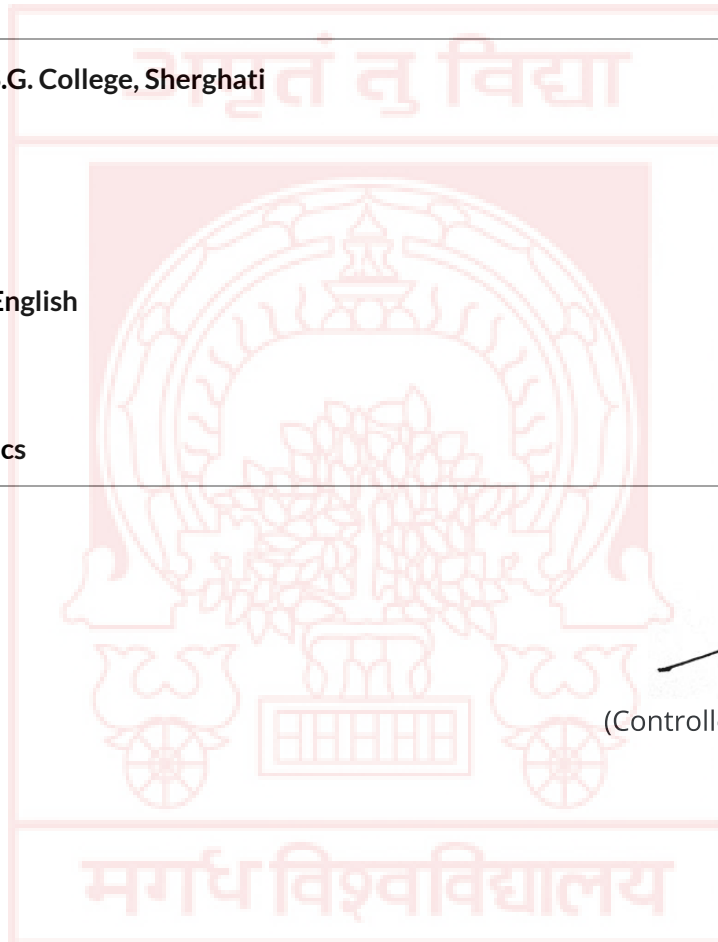 अमृतं तु विद्या
.G. College, Sherghati
English
cs
(Controll
मगध विश्वविद्यालय